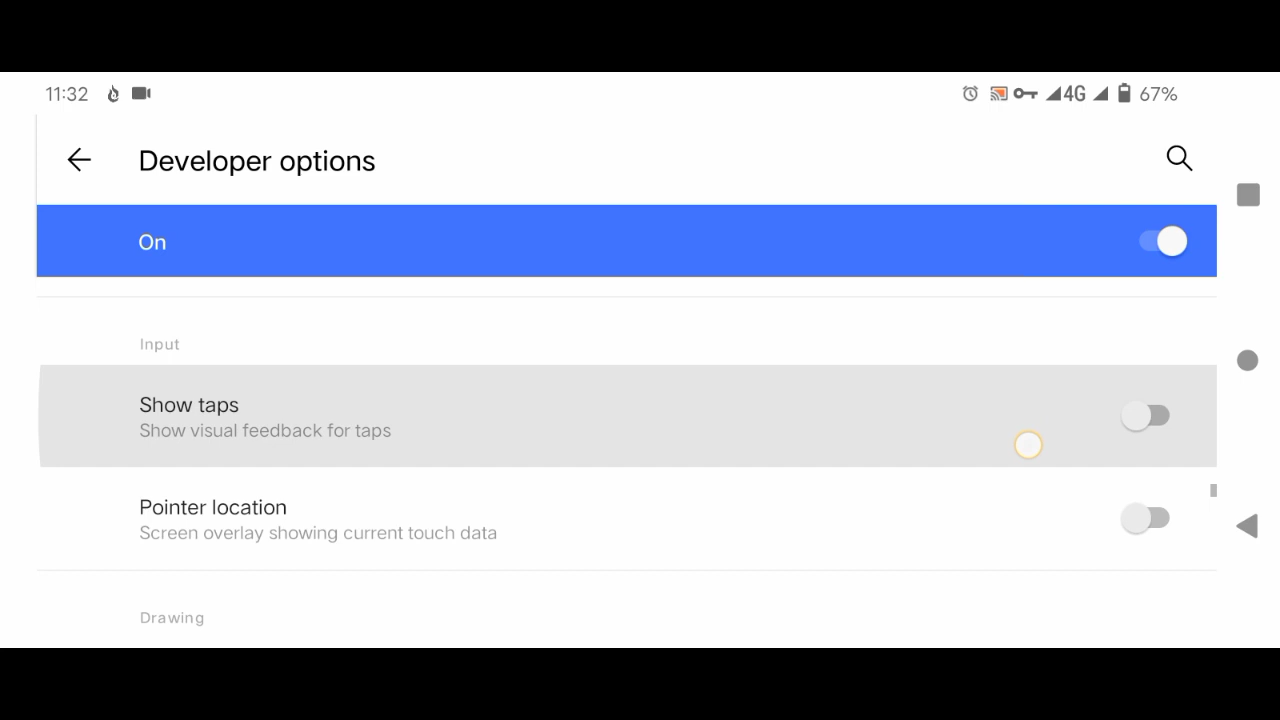 11:32 4G 67%
Developer options
On
Input
Show taps
Show visual feedback for taps
Pointer location
Screen overlay showing current touch data
Drawing